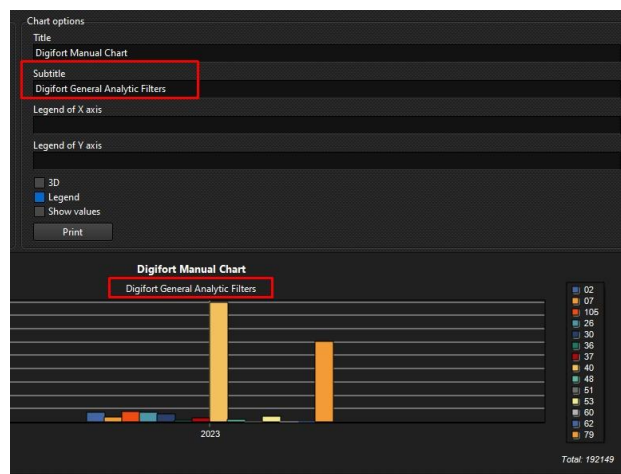 Chart options
Title
Digifort Manual Chart
Subtitle
Digifort General Analytic Filters
Legend of X axis
Legend of Y axis
3D
Legend
Show values
Print
Digifort Manual Chart
Digifort General Analytic Filters
02
07
105
26
30
36
37
40
48
51
53
60
62
79
2023
Total: 192149